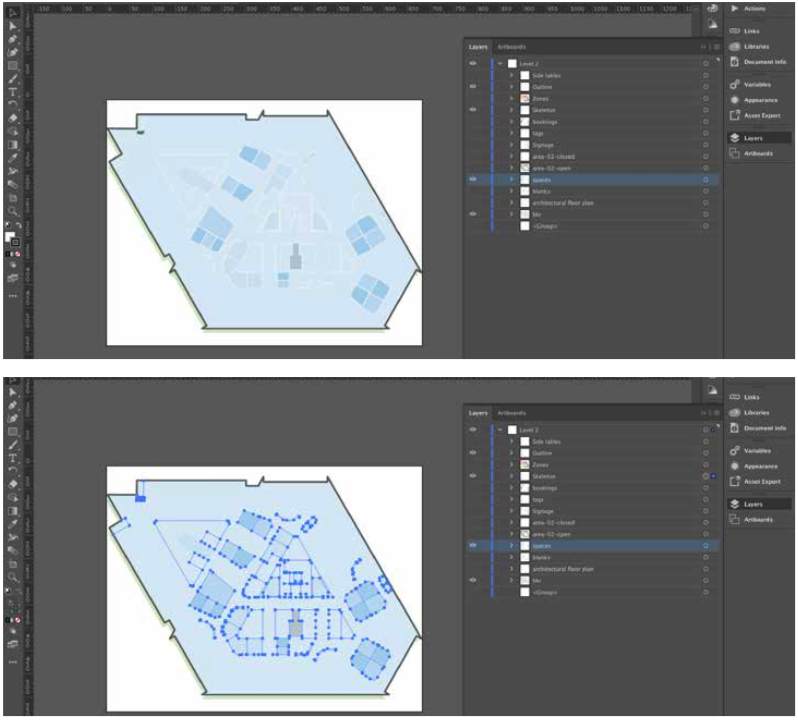 -150 100 50 0 50 100 150 200 250 300 350 400 450 500 550 600 650 700 750 800 850 900 950 1000 1050 1100 1150 1200
Actions
Links
Layers Artboards
Libraries
Level 2
Document Info
Side tables
Outline
Variables
Zones
Appearance
Skeleton
Asset Export
bookings
tags
Layers
Signage
Artboards
area-02-closed
area-02-open
spaces
blanks
architectural floor plan
bkr
<Group>
Links
Layers Artboards
Libraries
Level 2
Document Info
Side tables
Outline
Variables
Zones
Appearance
Skeleton
Asset Export
bookings
tags
Layers
Signage
Artboards
area-02-closed
area-02-open
spaces
blanks
architectural floor plan
bkr
<Group>